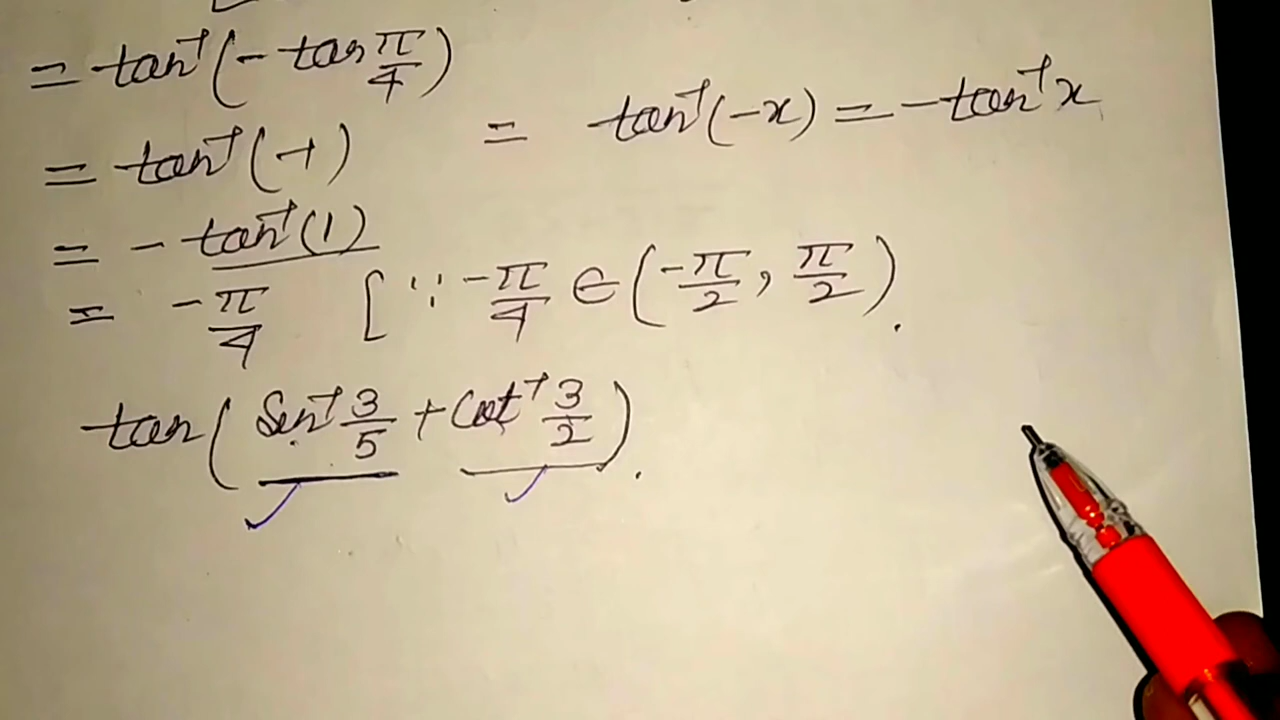 = tan⁻¹(- tan π/4)
= tan⁻¹(-1) = tan⁻¹(-x) = -tan⁻¹x
= - tan⁻¹(1)
= -π/4 [∵ -π/4 ∈ (-π/2, π/2).
tan(Sin⁻¹ 3/5 + Cot⁻¹ 3/2).